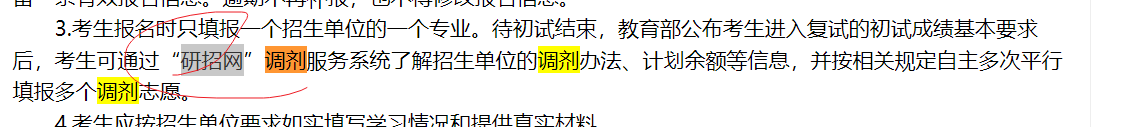 3.考生报名时只填报一个招生单位的一个专业。待初试结束，教育部公布考生进入复试的初试成绩基本要求
后，考生可通过“研招网”调剂服务系统了解招生单位的调剂办法、计划余额等信息，并按相关规定自主多次平行
填报多个调剂志愿。
4.考生应按招生单位要求如实填写学习情况和提供真实材料